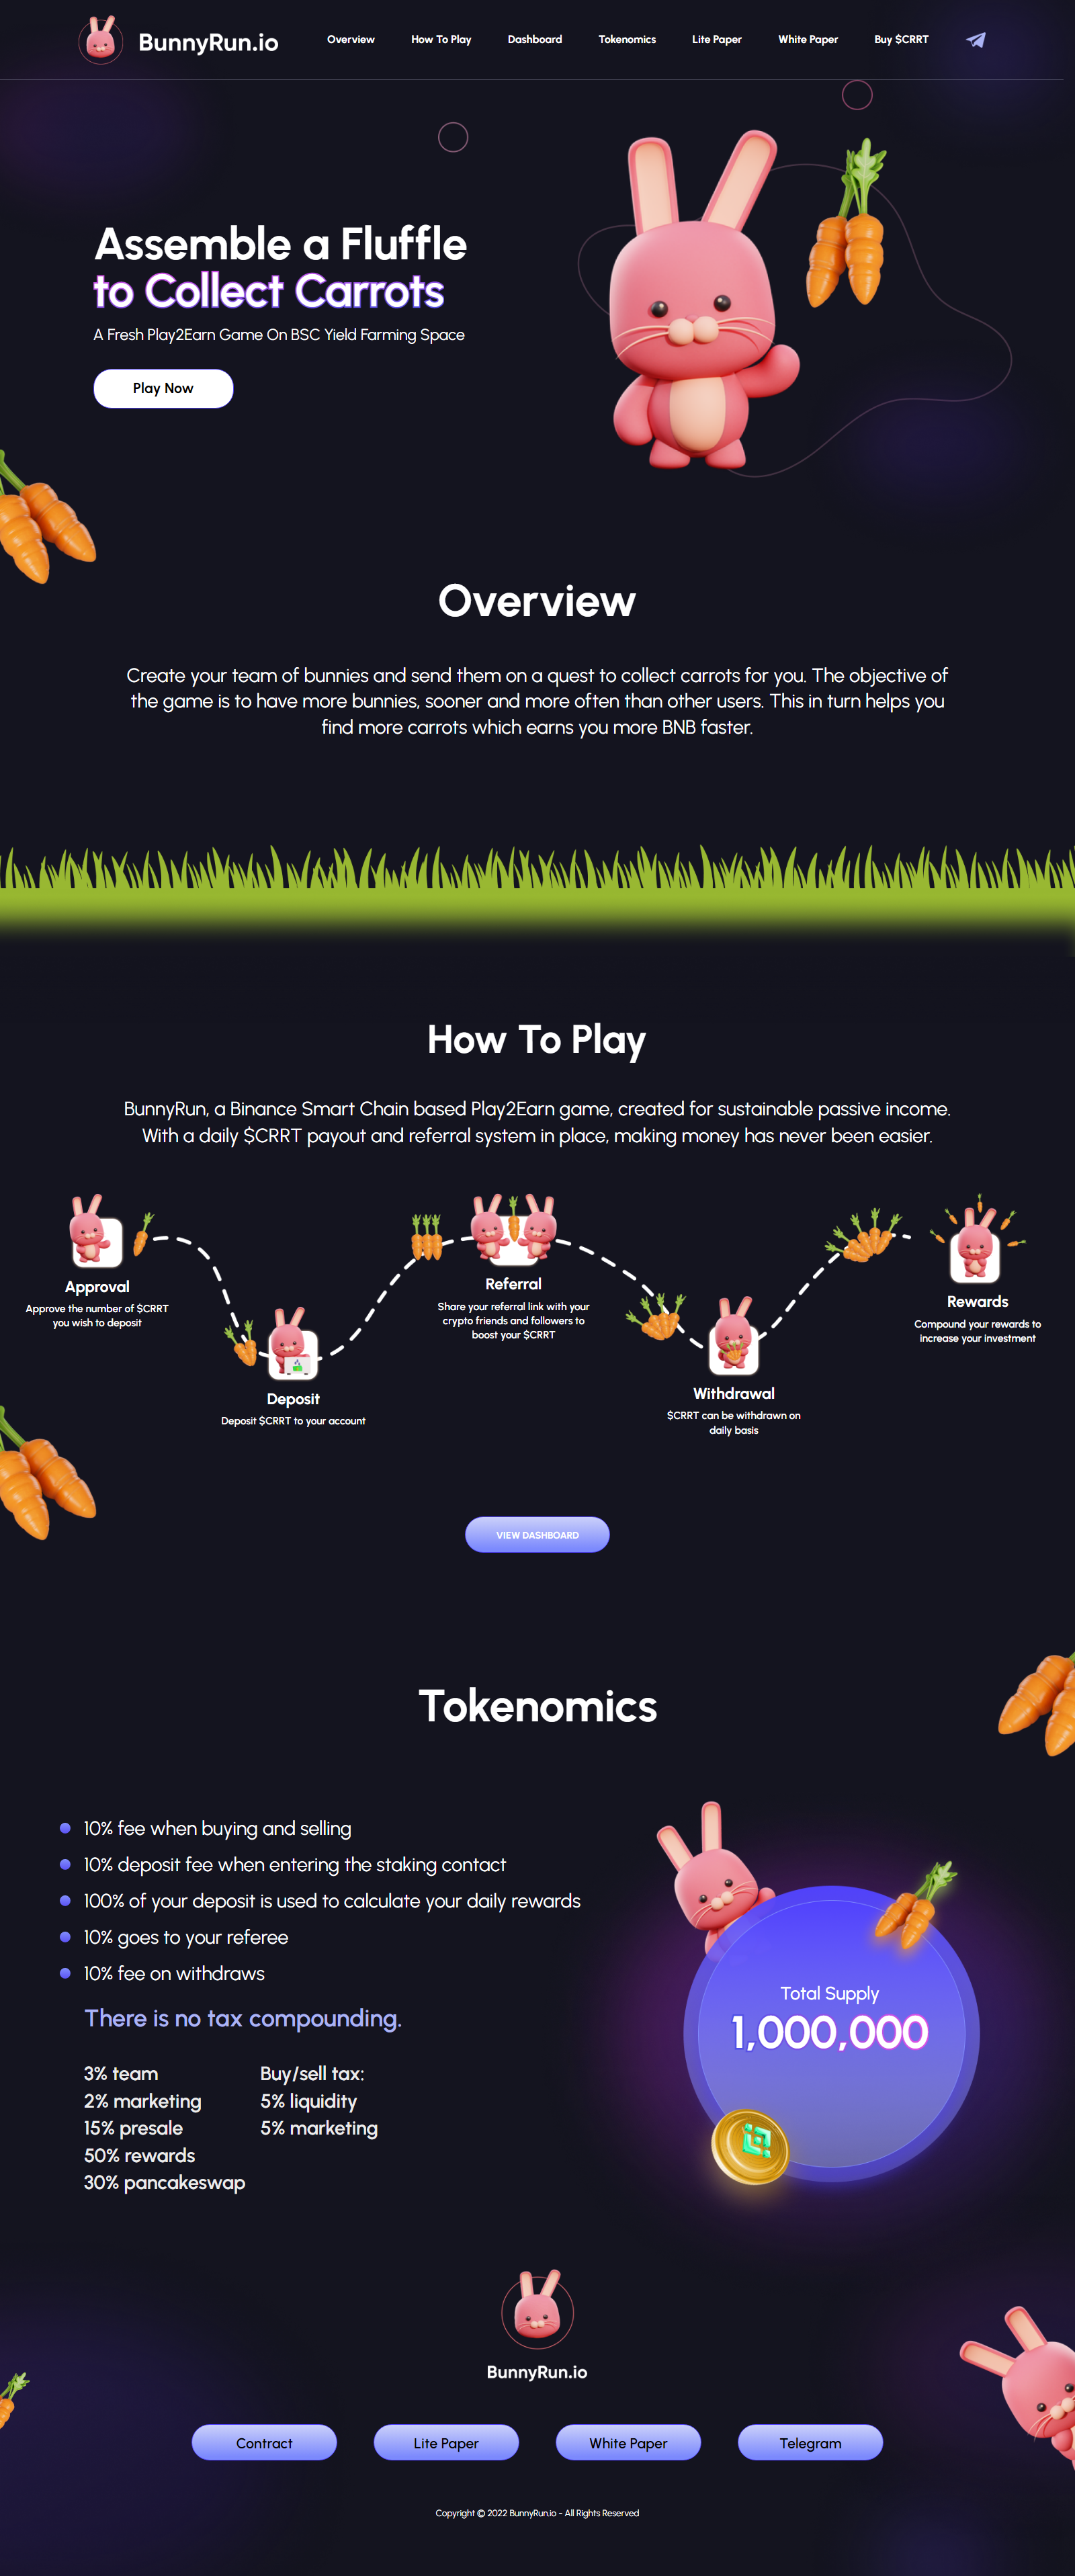 BunnyRun.io
Overview
How To Play
Dashboard
Tokenomics
Lite Paper
White Paper
Buy $CRRT
Assemble a Fluffle
to Collect Carrots
A Fresh Play2Earn Game On BSC Yield Farming Space
Play Now
Overview
Create your team of bunnies and send them on a quest to collect carrots for you. The objective of
the game is to have more bunnies, sooner and more often than other users. This in turn helps you
find more carrots which earns you more BNB faster.
How To Play
BunnyRun, a Binance Smart Chain based Play2Earn game, created for sustainable passive income.
With a daily $CRRT payout and referral system in place, making money has never been easier.
Approval
Approve the number of $CRRT
you wish to deposit
Deposit
Deposit $CRRT to your account
Referral
Share your referral link with your
crypto friends and followers to
boost your $CRRT
Withdrawal
$CRRT can be withdrawn on
daily basis
Rewards
Compound your rewards to
increase your investment
VIEW DASHBOARD
Tokenomics
10% fee when buying and selling
10% deposit fee when entering the staking contact
100% of your deposit is used to calculate your daily rewards
10% goes to your referee
10% fee on withdraws
There is no tax compounding.
3% team
2% marketing
15% presale
50% rewards
30% pancakeswap
Buy/sell tax:
5% liquidity
5% marketing
Total Supply
1,000,000
BunnyRun.io
Contract
Lite Paper
White Paper
Telegram
Copyright © 2022 BunnyRun.io - All Rights Reserved